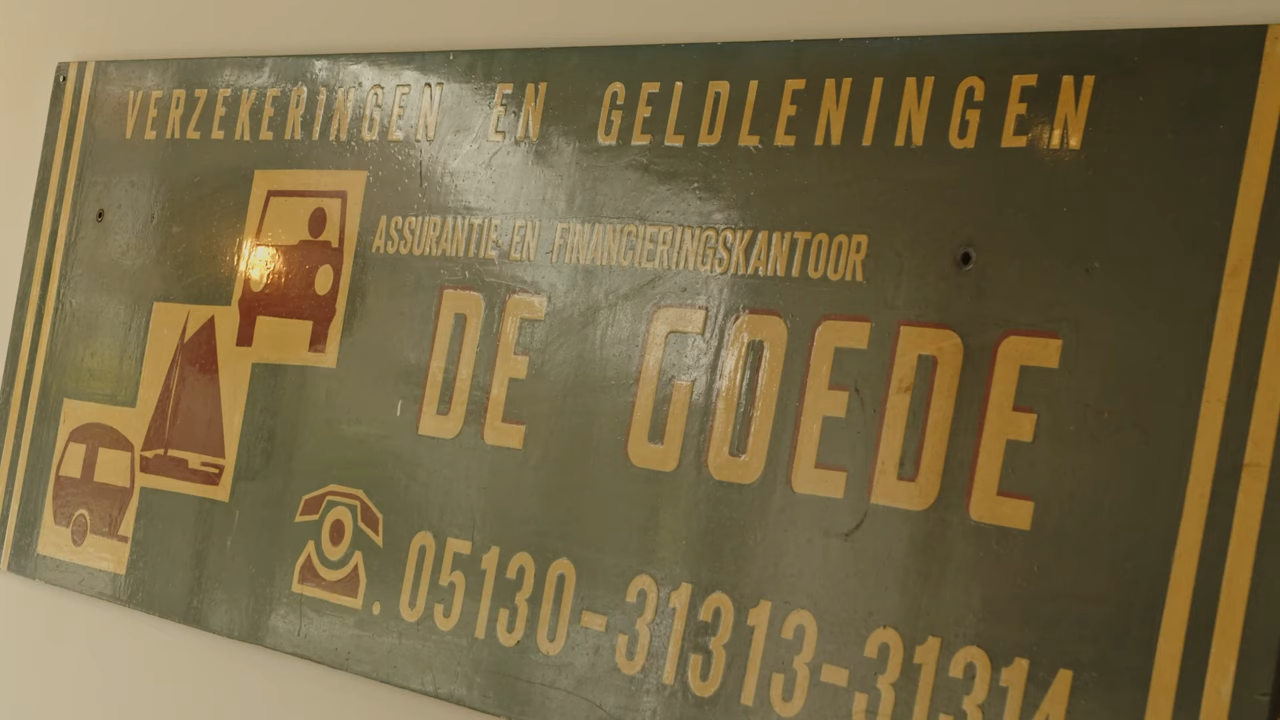 VERZEKERINGEN EN GELDLENINGEN
ASSURANTIE EN FINANCIERINGSKANTOOR
DE GOEDE
05130-31313-31314